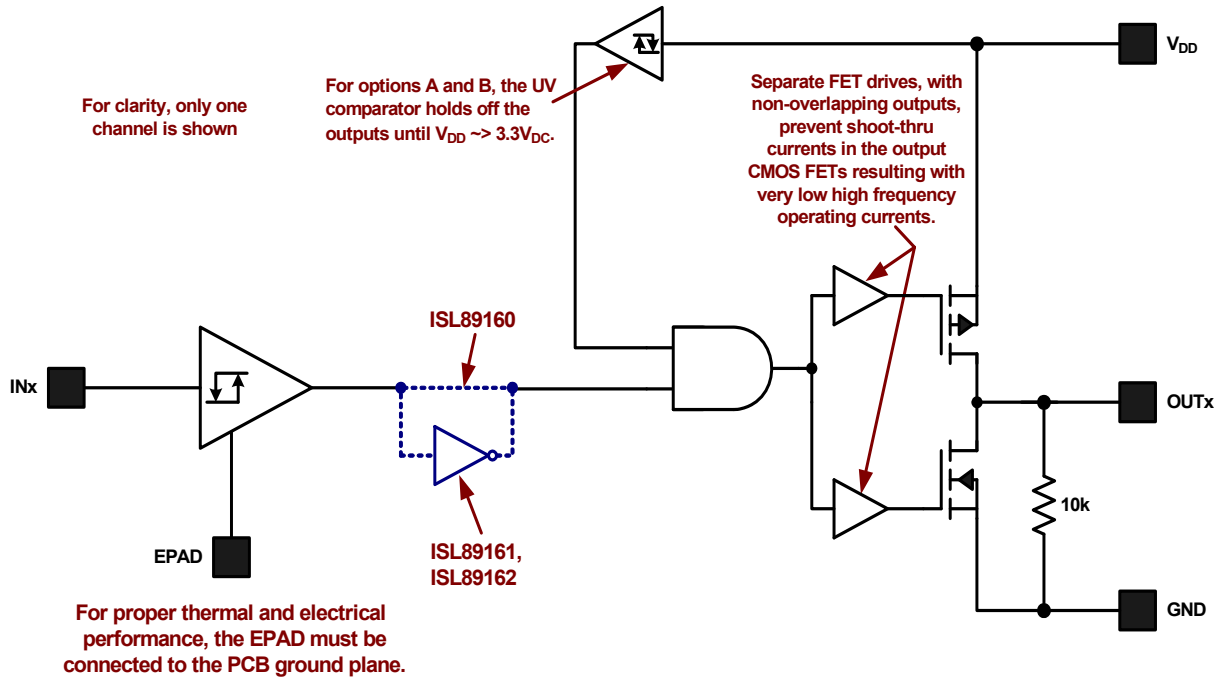 V_DD
For options A and B, the UV
comparator holds off the
outputs until V_DD ~> 3.3V_DC.
For clarity, only one
channel is shown
Separate FET drives, with
non-overlapping outputs,
prevent shoot-thru
currents in the output
CMOS FETs resulting with
very low high frequency
operating currents.
ISL89160
INx
OUTx
10k
EPAD
ISL89161,
ISL89162
GND
For proper thermal and electrical
performance, the EPAD must be
connected to the PCB ground plane.